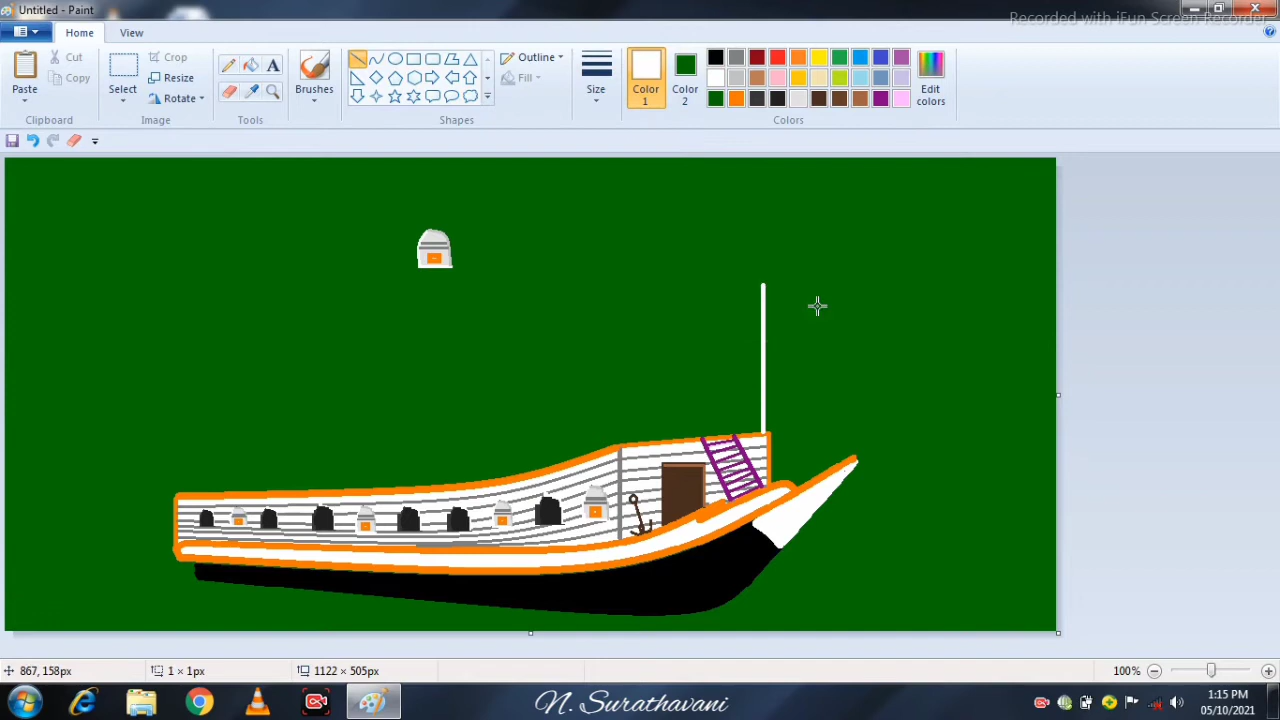 Untitled - Paint
Recorded with iFun Screen Recorder
Home
View
Paste
Cut
Copy
Clipboard
Select
Crop
Resize
Rotate
Image
Tools
Brushes
Shapes
Outline
Fill
Size
Color 1
Color 2
Colors
Edit colors
867, 158px
1 × 1px
1122 × 505px
100%
N. Surathavani
1:15 PM
05/10/2021